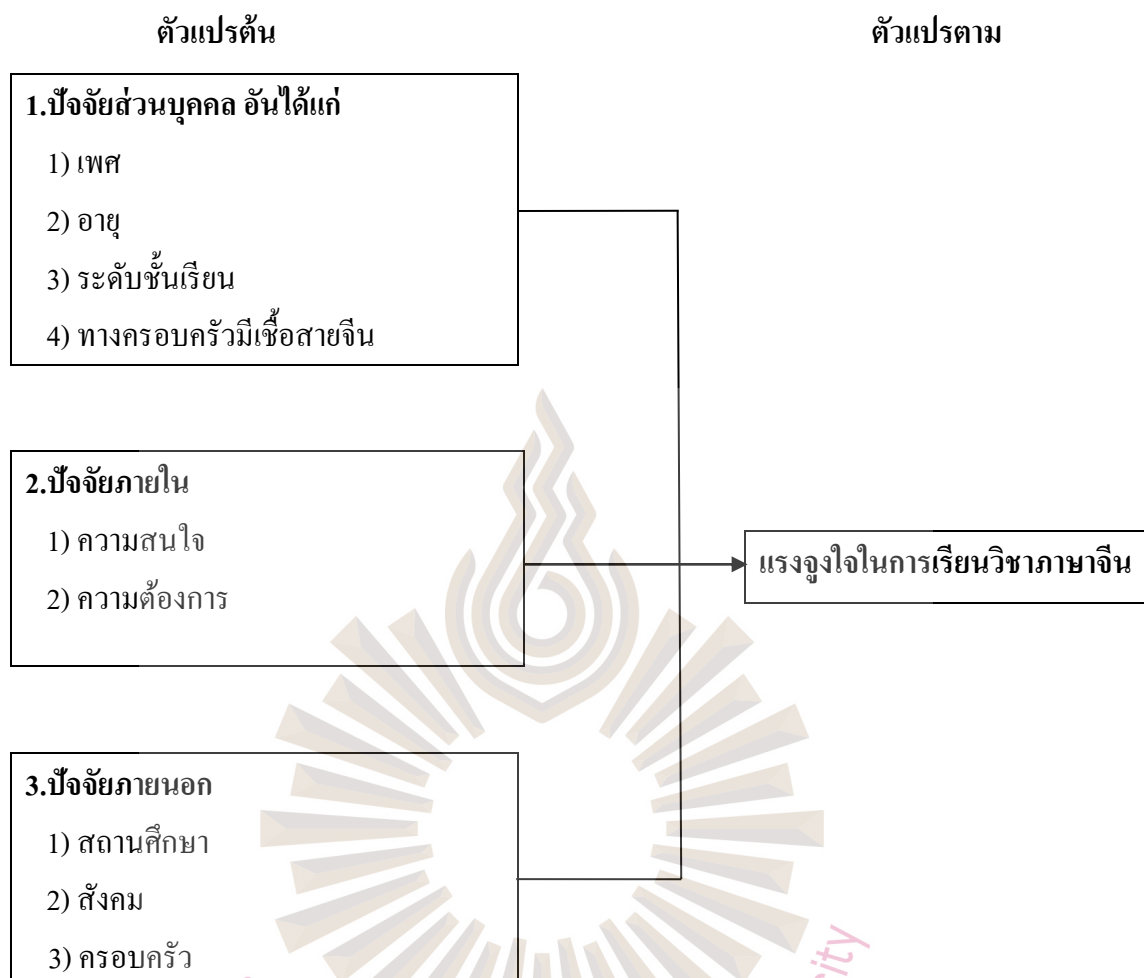 ตัวแปรต้น
ตัวแปรตาม
1.ปัจจัยส่วนบุคคล อันได้แก่
1) เพศ
2) อายุ
3) ระดับชั้นเรียน
4) ทางครอบครัวมีเชื้อสายจีน
2.ปัจจัยภายใน
1) ความสนใจ
2) ความต้องการ
แรงจูงใจในการเรียนวิชาภาษาจีน
3.ปัจจัยภายนอก
1) สถานศึกษา
2) สังคม
3) ครอบครัว
sity